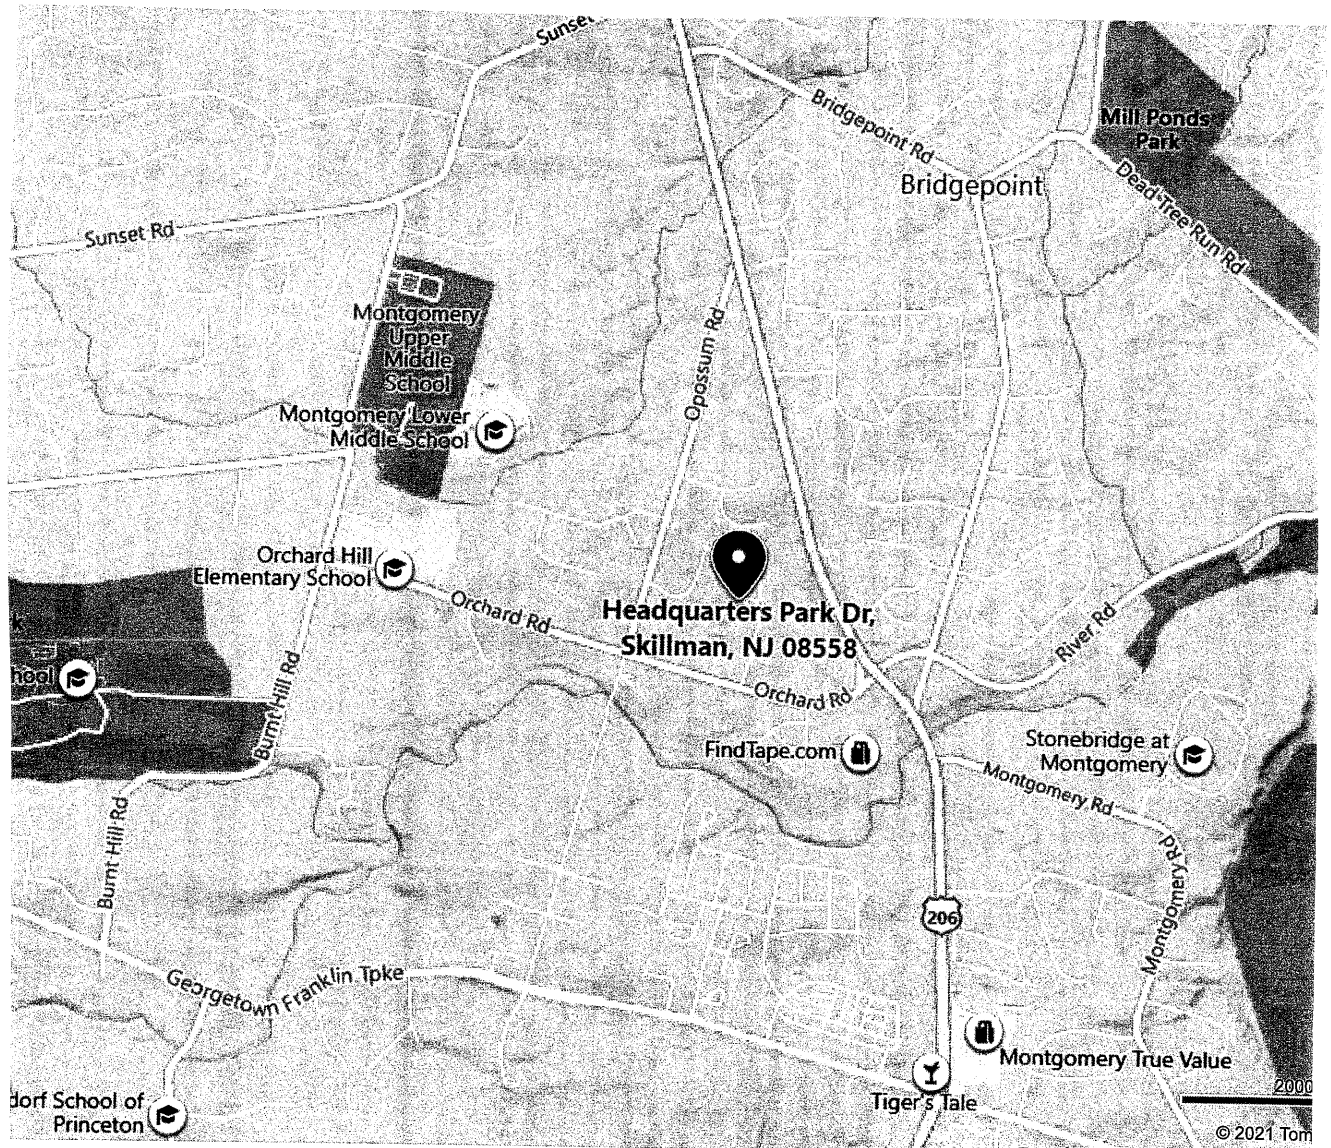 Sunset
Bridgepoint Rd
Mill Ponds
Park
Bridgepoint
Dead Tree Run Rd
Sunset Rd
Montgomery
Upper
Middle
School
Opossum Rd
Montgomery Lower
Middle School
Orchard Hill
Elementary School
Orchard Rd
Headquarters Park Dr,
Skillman, NJ 08558
River Rd
k
hool
Burnt Hill Rd
Orchard Rd
FindTape.com
Stonebridge at
Montgomery
Montgomery Rd
Burnt Hill Rd
Montgomery Rd
206
Georgetown Franklin Tpke
Montgomery True Value
Tiger's Tale
dorf School of
Princeton
2000
© 2021 Tom